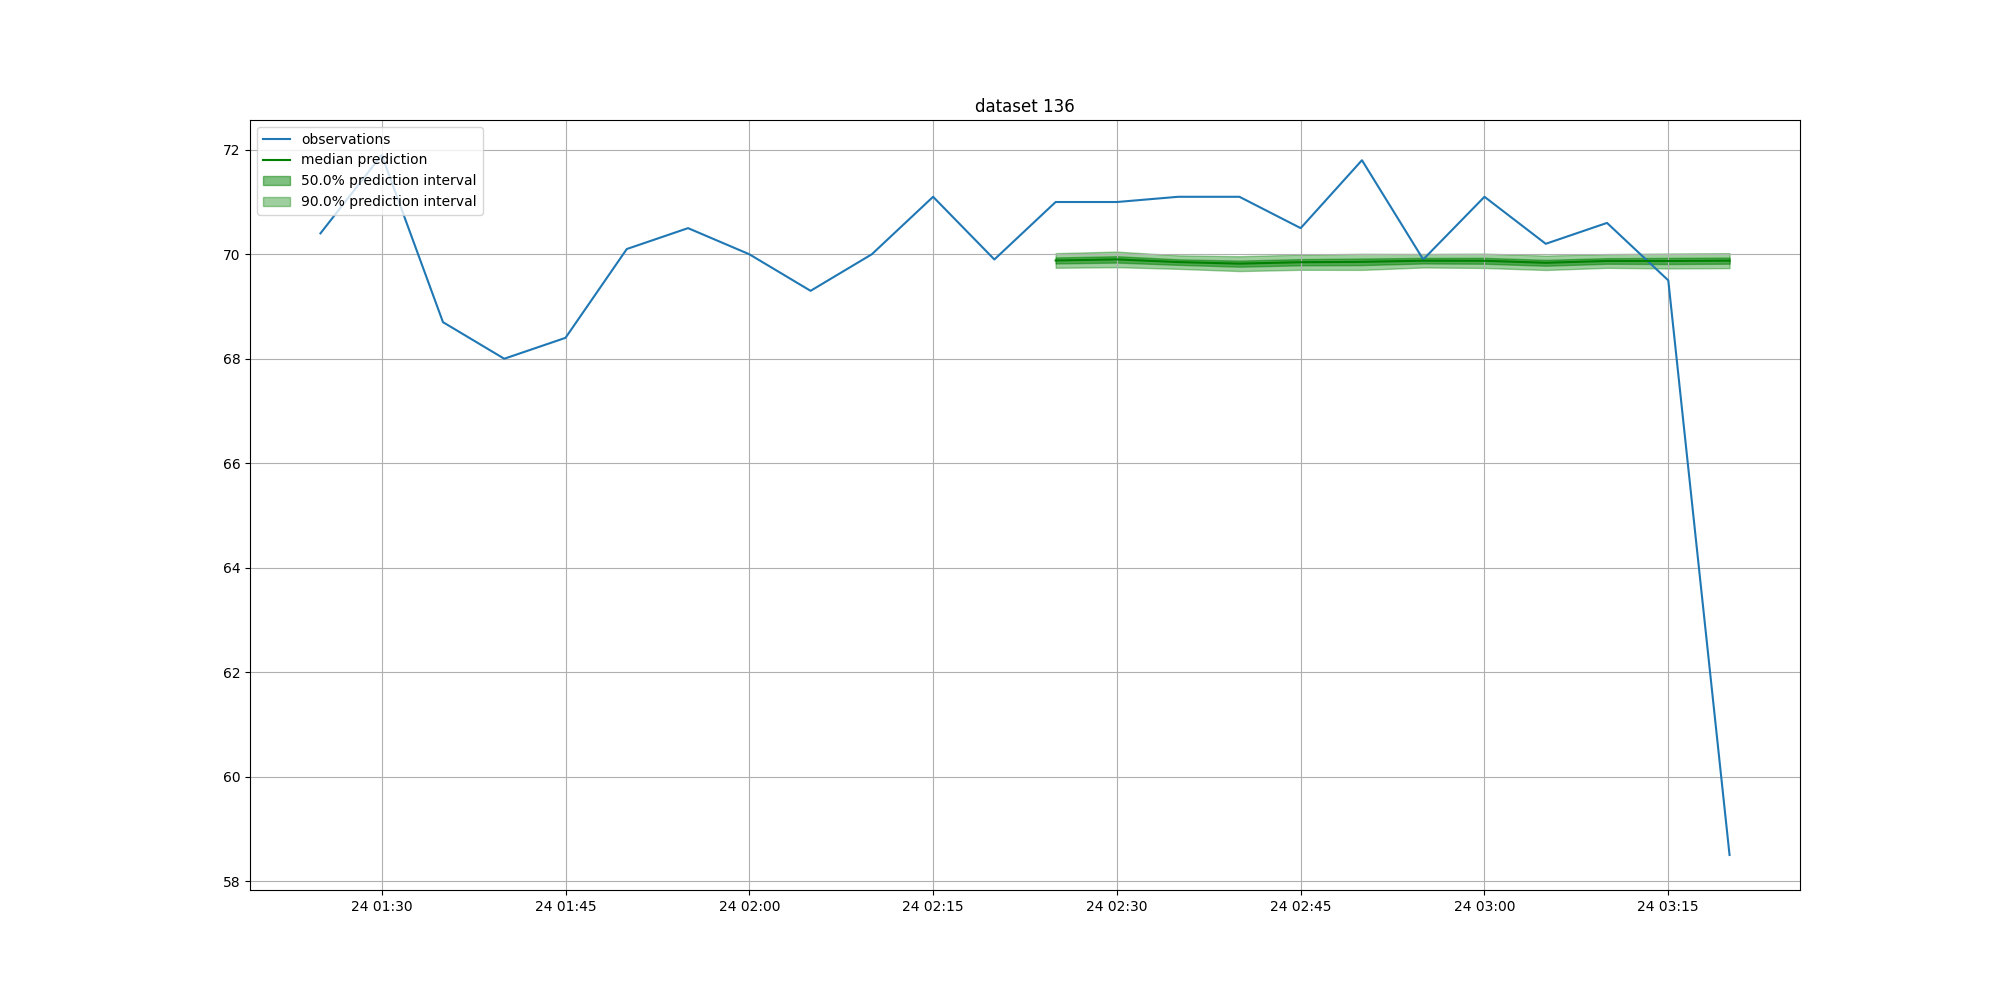 dataset 136
observations
median prediction
50.0% prediction interval
90.0% prediction interval
72
70
68
66
64
62
60
58
24 01:30 24 01:45 24 02:00 24 02:15 24 02:30 24 02:45 24 03:00 24 03:15